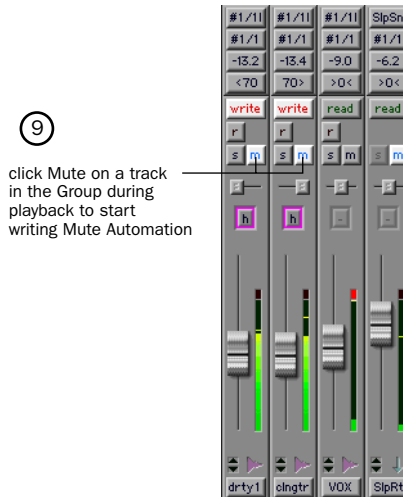 #1/1I #1/1I #1/1I SlpSn
#1/1 #1/1 #1/1 #1/1
-13.2 -13.4 -9.0 -6.2
<70 70> >0< >0<
write write read read
9
r r r
s m s m s m s m
click Mute on a track
in the Group during
playback to start
writing Mute Automation
h h - -
drty1 clngtr VOX SlpRt